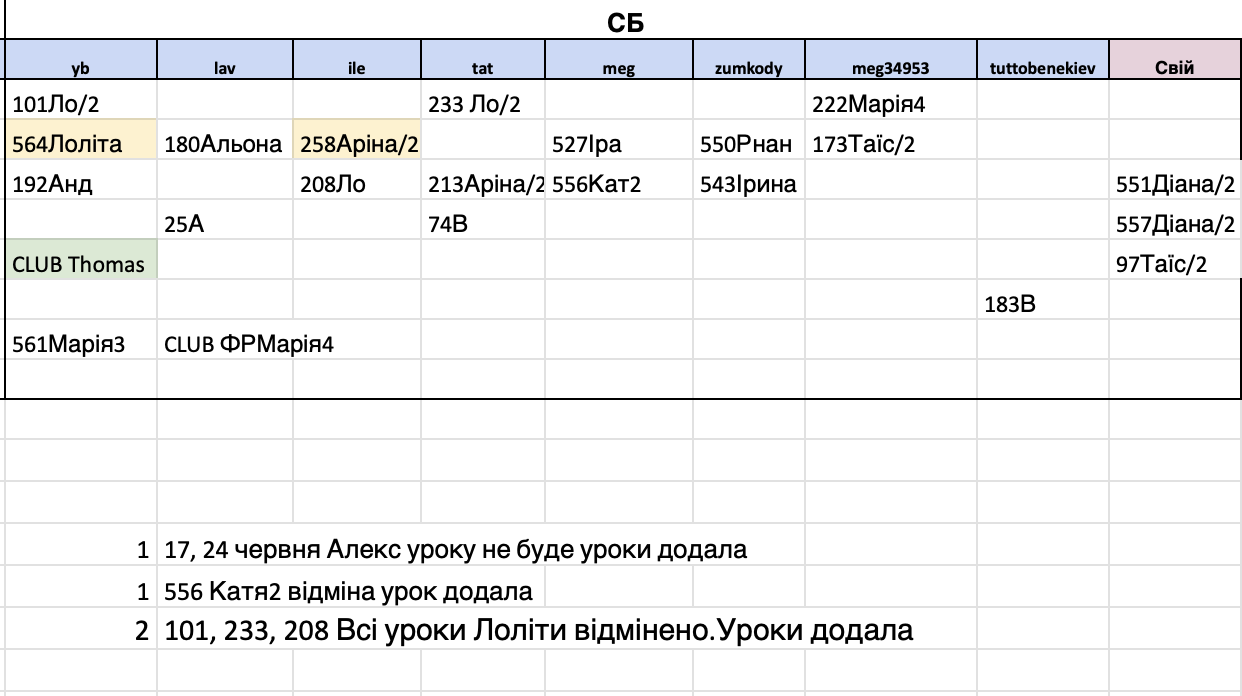 СБ
yb lav ile tat meg zumkody meg34953 tuttobenekiev Свій
101Ло/2 233 Ло/2 222Марія4
564Лоліта 180Альона 258Аріна/2 527Іра 550Рнан 173Таїс/2
192Анд 208Ло 213Аріна/2 556Кат2 543Ірина 551Діана/2
25А 74В 557Діана/2
CLUB Thomas 97Таїс/2
183В
561Марія3 CLUB ФРМарія4
1 17, 24 червня Алекс уроку не буде уроки додала
1 556 Катя2 відміна урок додала
2 101, 233, 208 Всі уроки Лоліти відмінено.Уроки додала